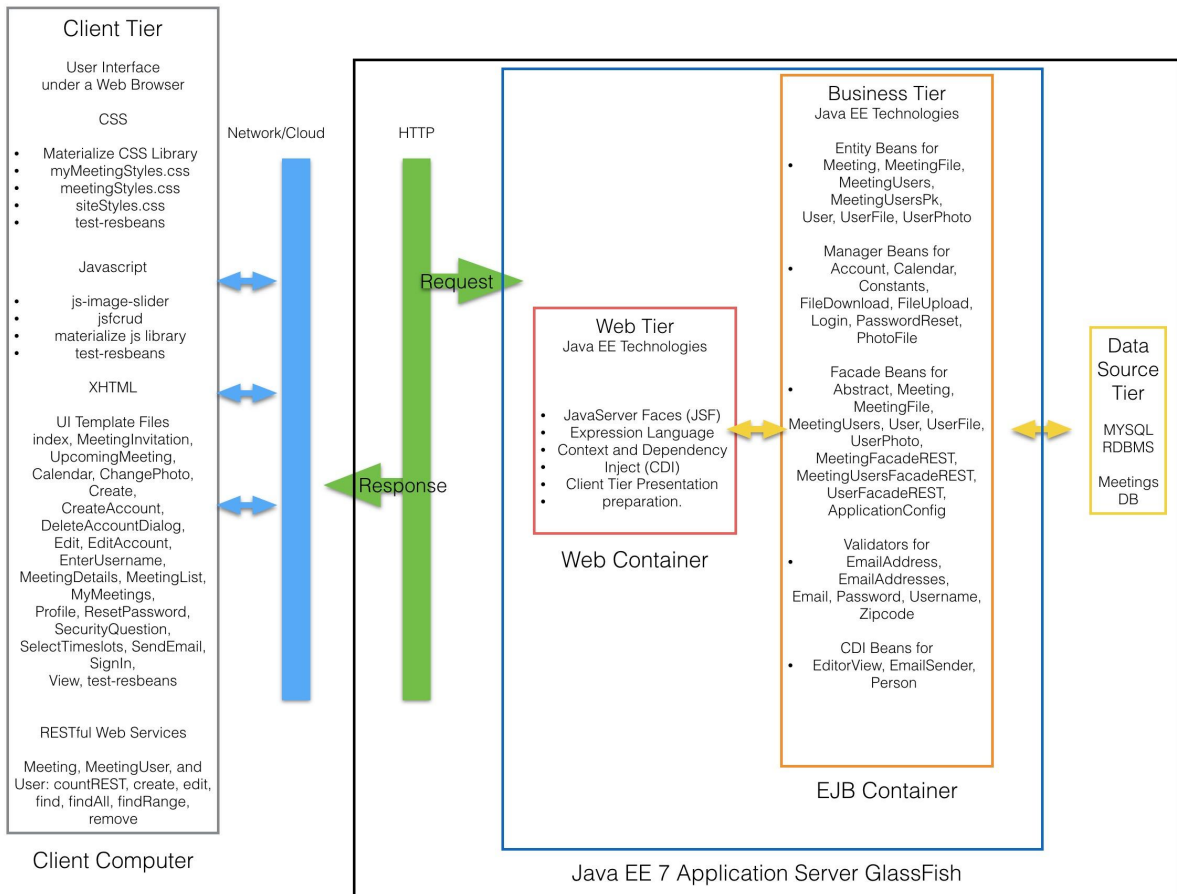 Client Tier
User Interface
under a Web Browser
CSS
• Materialize CSS Library
• myMeetingStyles.css
• meetingStyles.css
• siteStyles.css
• test-resbeans
Javascript
• js-image-slider
• jsfcrud
• materialize js library
• test-resbeans
XHTML
UI Template Files
index, MeetingInvitation,
UpcomingMeeting,
Calendar, ChangePhoto,
Create,
CreateAccount,
DeleteAccountDialog,
Edit, EditAccount,
EnterUsername,
MeetingDetails, MeetingList,
MyMeetings,
Profile, ResetPassword,
SecurityQuestion,
SelectTimeslots, SendEmail,
SignIn,
View, test-resbeans
RESTful Web Services
Meeting, MeetingUser, and
User: countREST, create, edit,
find, findAll, findRange,
remove
Client Computer
Network/Cloud
HTTP
Request
Response
Web Tier
Java EE Technologies
• JavaServer Faces (JSF)
• Expression Language
• Context and Dependency
• Inject (CDI)
• Client Tier Presentation
• preparation.
Web Container
Business Tier
Java EE Technologies
Entity Beans for
• Meeting, MeetingFile,
MeetingUsers,
MeetingUsersPk,
User, UserFile, UserPhoto
Manager Beans for
• Account, Calendar,
Constants,
FileDownload, FileUpload,
Login, PasswordReset,
PhotoFile
Facade Beans for
• Abstract, Meeting,
MeetingFile,
MeetingUsers, User, UserFile,
UserPhoto,
MeetingFacadeREST,
MeetingUsersFacadeREST,
UserFacadeREST,
ApplicationConfig
Validators for
• EmailAddress,
EmailAddresses,
Email, Password, Username,
Zipcode
CDI Beans for
• EditorView, EmailSender,
Person
EJB Container
Data
Source
Tier
MYSQL
RDBMS
Meetings
DB
Java EE 7 Application Server GlassFish